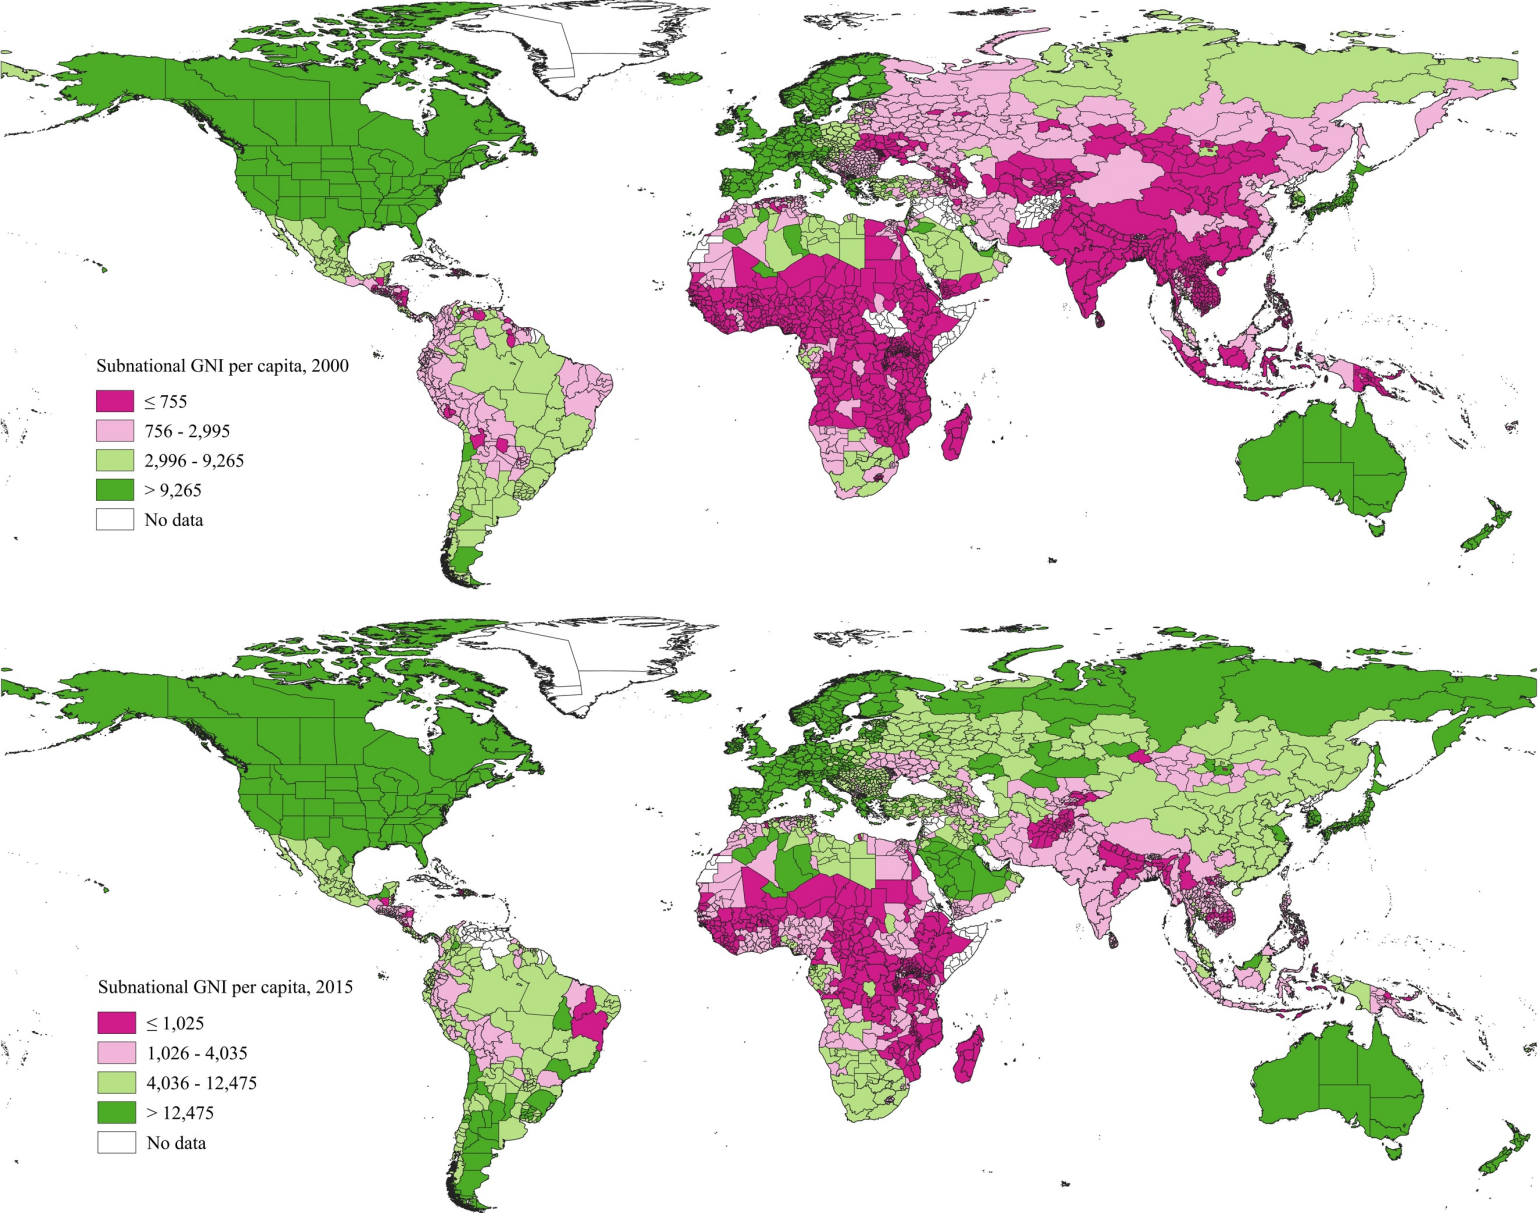 Subnational GNI per capita, 2000
≤ 755
756 - 2,995
2,996 - 9,265
> 9,265
No data
Subnational GNI per capita, 2015
≤ 1,025
1,026 - 4,035
4,036 - 12,475
> 12,475
No data